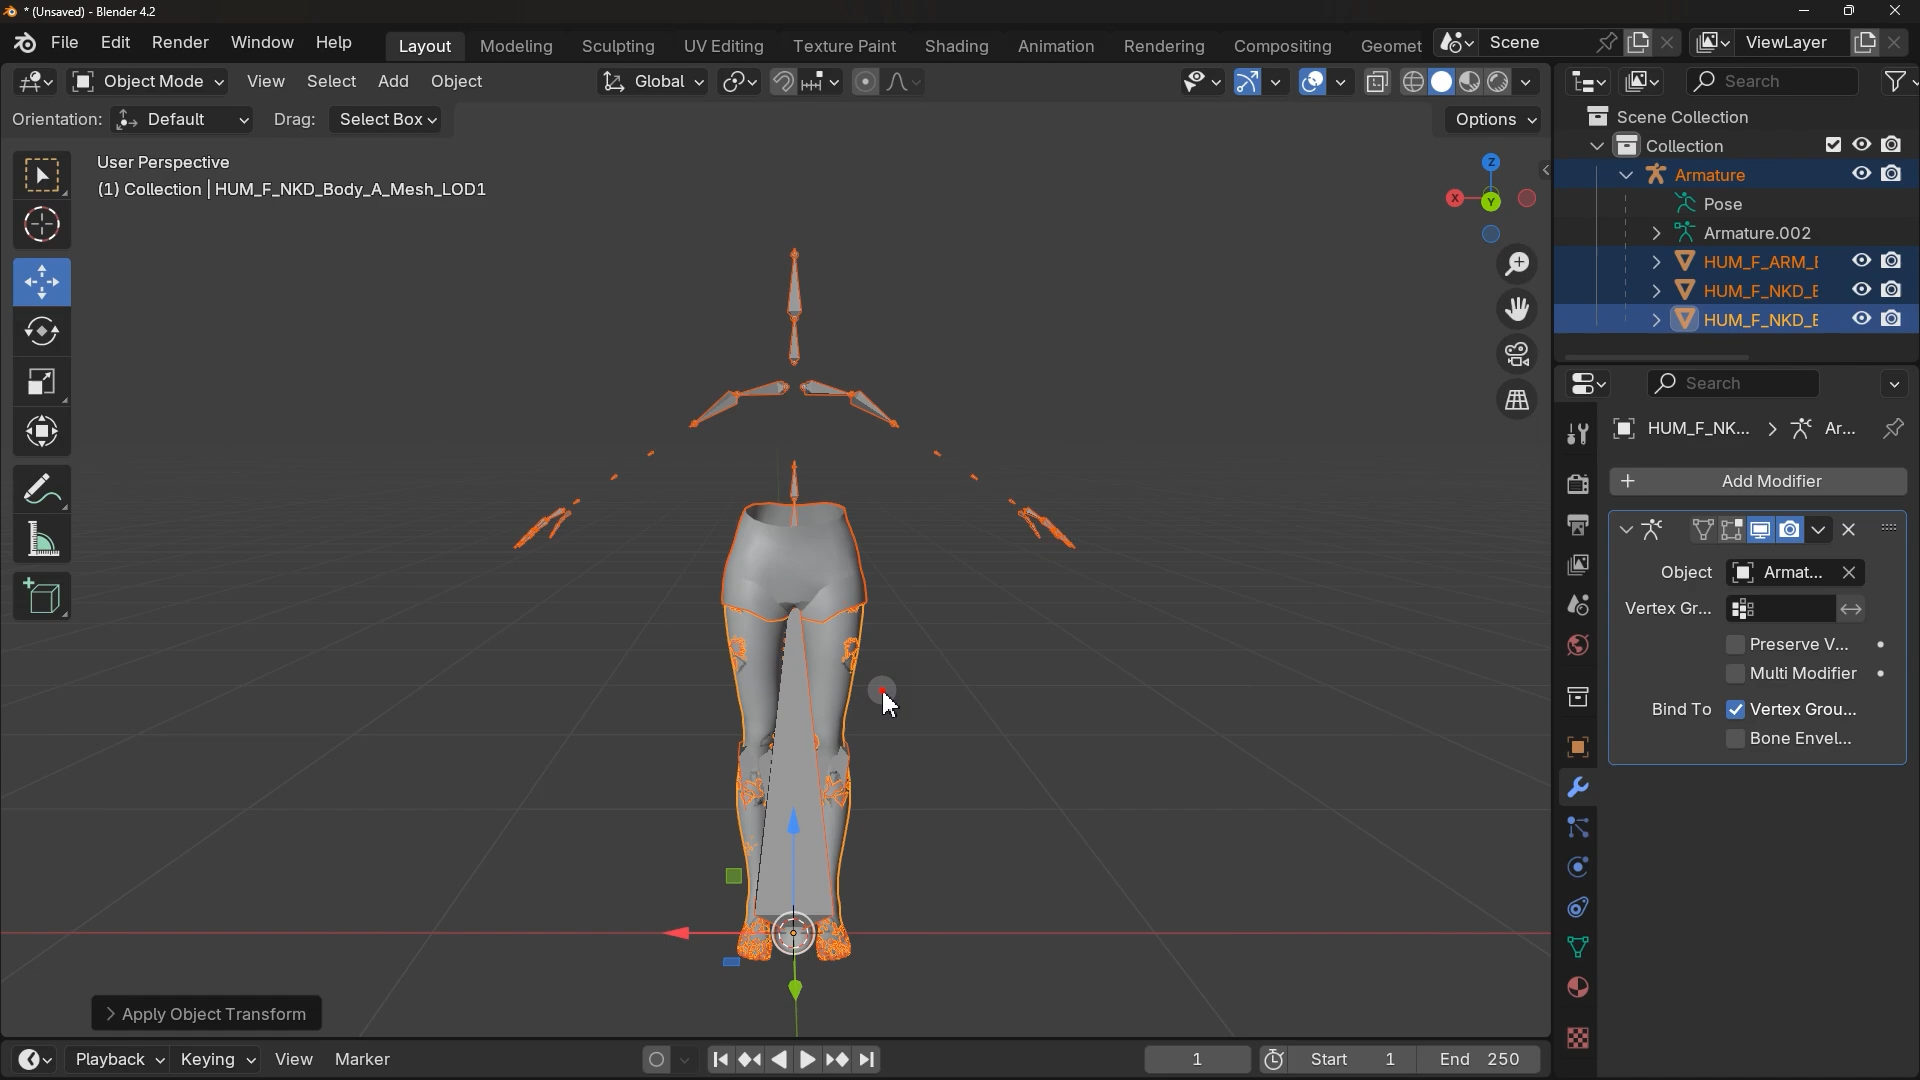 * (Unsaved) - Blender 4.2
File Edit Render Window Help Layout Modeling Sculpting UV Editing Texture Paint Shading Animation Rendering Compositing Geomet Scene ViewLayer
Object Mode View Select Add Object Global Search
Orientation: Default Drag: Select Box Options
User Perspective
(1) Collection | HUM_F_NKD_Body_A_Mesh_LOD1
Z
X
Y
Scene Collection
Collection
Armature
Pose
Armature.002
HUM_F_ARM_
HUM_F_NKD_
HUM_F_NKD_
Search
HUM_F_NK... > Ar...
+ Add Modifier
Object Armat...
Vertex Gr...
Preserve V...
Multi Modifier
Bind To Vertex Grou...
Bone Envel...
> Apply Object Transform
Playback Keying View Marker 1 Start 1 End 250